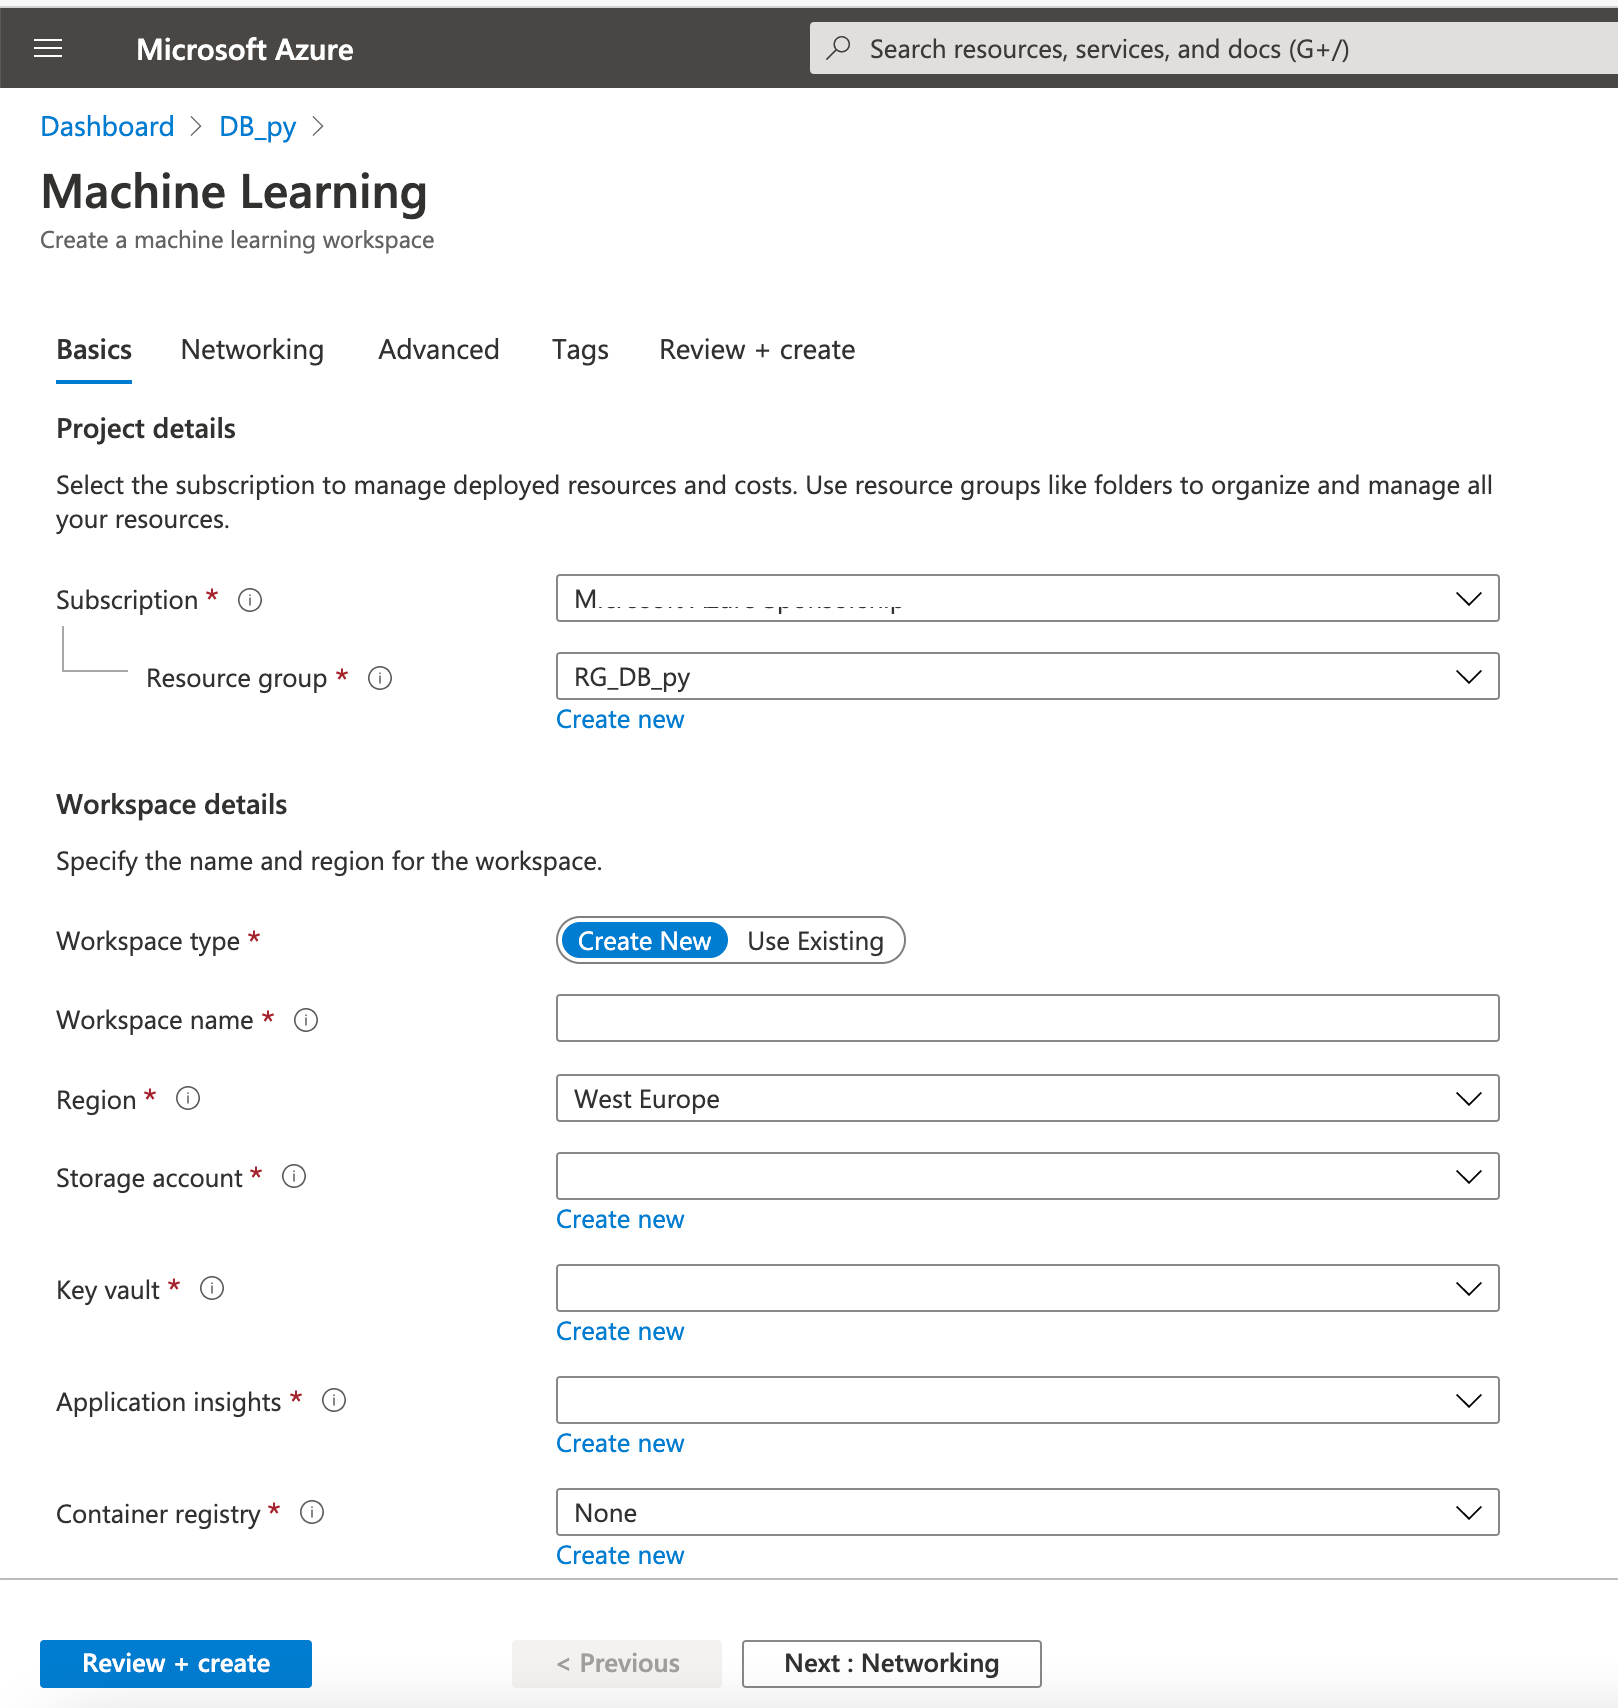 Microsoft Azure
Search resources, services, and docs (G+/)
Dashboard > DB_py >
Machine Learning
Create a machine learning workspace
Basics Networking Advanced Tags Review + create
Project details
Select the subscription to manage deployed resources and costs. Use resource groups like folders to organize and manage all
your resources.
Subscription *
Resource group * RG_DB_py
Create new
Workspace details
Specify the name and region for the workspace.
Workspace type * Create New Use Existing
Workspace name *
Region * West Europe
Storage account *
Create new
Key vault *
Create new
Application insights *
Create new
Container registry * None
Create new
Review + create < Previous Next : Networking